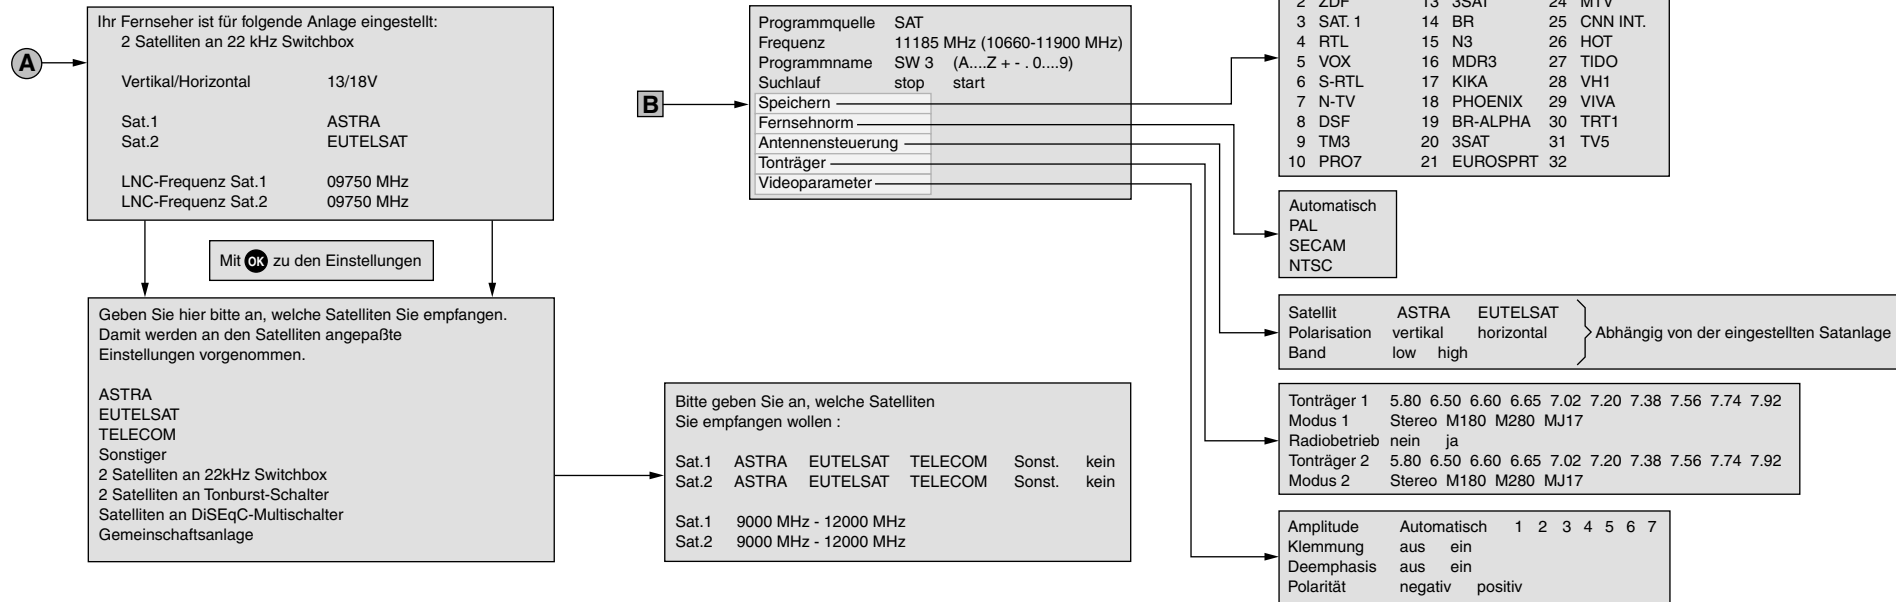 A
Ihr Fernseher ist für folgende Anlage eingestellt:
2 Satelliten an 22 kHz Switchbox
Vertikal/Horizontal 13/18V
Sat.1 ASTRA
Sat.2 EUTELSAT
LNC-Frequenz Sat.1 09750 MHz
LNC-Frequenz Sat.2 09750 MHz
Mit OK zu den Einstellungen
Geben Sie hier bitte an, welche Satelliten Sie empfangen.
Damit werden an den Satelliten angepaßte
Einstellungen vorgenommen.
ASTRA
EUTELSAT
TELECOM
Sonstiger
2 Satelliten an 22kHz Switchbox
2 Satelliten an Tonburst-Schalter
Satelliten an DiSEqC-Multischalter
Gemeinschaftsanlage
Bitte geben Sie an, welche Satelliten
Sie empfangen wollen :
Sat.1 ASTRA EUTELSAT TELECOM Sonst. kein
Sat.2 ASTRA EUTELSAT TELECOM Sonst. kein
Sat.1 9000 MHz - 12000 MHz
Sat.2 9000 MHz - 12000 MHz
B
Programmquelle SAT
Frequenz 11185 MHz (10660-11900 MHz)
Programmname SW 3 (A....Z + - . 0....9)
Suchlauf stop start
Speichern
Fernsehnorm
Antennensteuerung
Tonträger
Videoparameter
2 ZDF 13 3SAT 24 MTV
3 SAT. 1 14 BR 25 CNN INT.
4 RTL 15 N3 26 HOT
5 VOX 16 MDR3 27 TIDO
6 S-RTL 17 KIKA 28 VH1
7 N-TV 18 PHOENIX 29 VIVA
8 DSF 19 BR-ALPHA 30 TRT1
9 TM3 20 3SAT 31 TV5
10 PRO7 21 EUROSPRT 32
Automatisch
PAL
SECAM
NTSC
Satellit ASTRA EUTELSAT
Polarisation vertikal horizontal Abhängig von der eingestellten Satanlage
Band low high
Tonträger 1 5.80 6.50 6.60 6.65 7.02 7.20 7.38 7.56 7.74 7.92
Modus 1 Stereo M180 M280 MJ17
Radiobetrieb nein ja
Tonträger 2 5.80 6.50 6.60 6.65 7.02 7.20 7.38 7.56 7.74 7.92
Modus 2 Stereo M180 M280 MJ17
Amplitude Automatisch 1 2 3 4 5 6 7
Klemmung aus ein
Deemphasis aus ein
Polarität negativ positiv